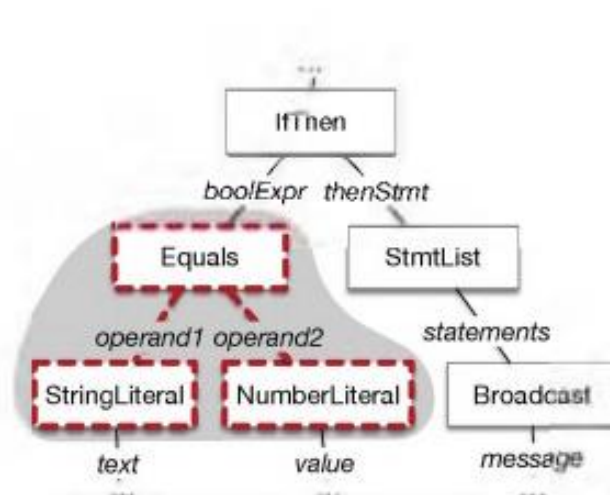 ...
IfThen
boolExpr thenStmt
Equals StmtList
operand1 operand2 statements
StringLiteral NumberLiteral Broadcast
text value message